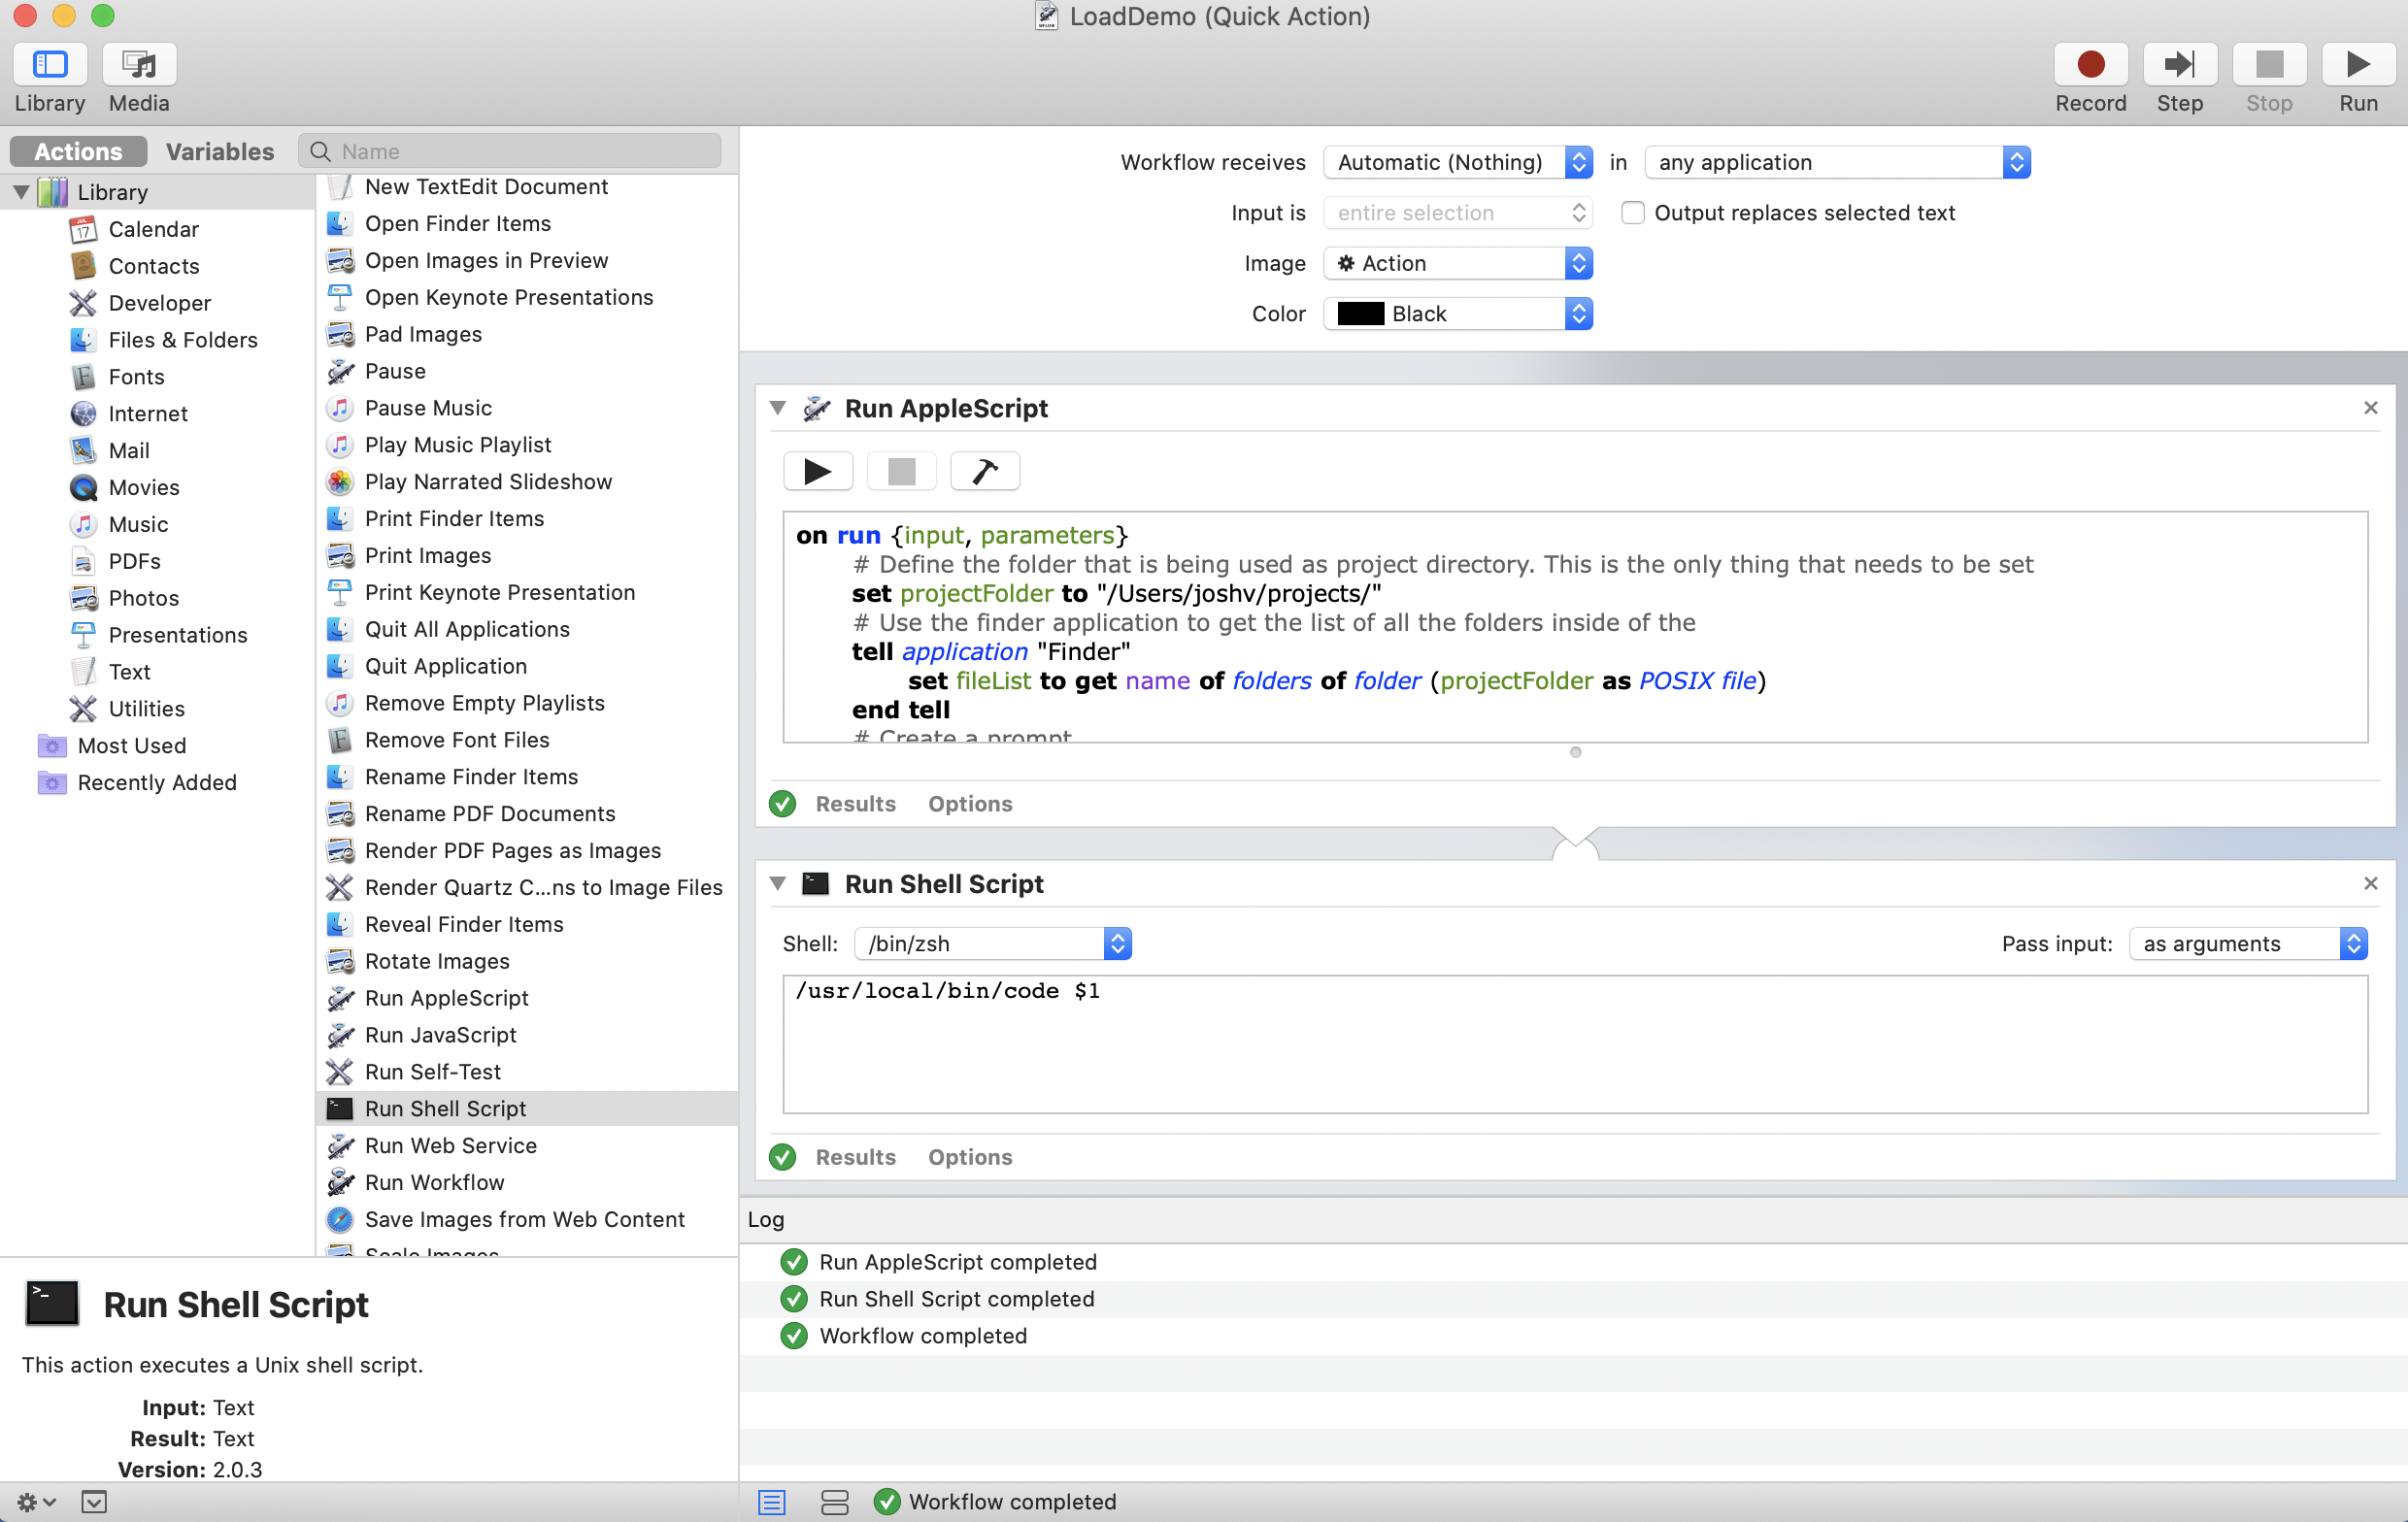 LoadDemo (Quick Action)
Library
Media
Record
Step
Stop
Run
Actions
Variables
Name
Library
Calendar
Contacts
Developer
Files & Folders
Fonts
Internet
Mail
Movies
Music
PDFs
Photos
Presentations
Text
Utilities
Most Used
Recently Added
New TextEdit Document
Open Finder Items
Open Images in Preview
Open Keynote Presentations
Pad Images
Pause
Pause Music
Play Music Playlist
Play Narrated Slideshow
Print Finder Items
Print Images
Print Keynote Presentation
Quit All Applications
Quit Application
Remove Empty Playlists
Remove Font Files
Rename Finder Items
Rename PDF Documents
Render PDF Pages as Images
Render Quartz C...ns to Image Files
Reveal Finder Items
Rotate Images
Run AppleScript
Run JavaScript
Run Self-Test
Run Shell Script
Run Web Service
Run Workflow
Save Images from Web Content
Scale Images
Run Shell Script
This action executes a Unix shell script.
Input: Text
Result: Text
Version: 2.0.3
Workflow receives Automatic (Nothing) in any application
Input is entire selection Output replaces selected text
Image Action
Color Black
Run AppleScript
on run {input, parameters}
# Define the folder that is being used as project directory. This is the only thing that needs to be set
set projectFolder to "/Users/joshv/projects/"
# Use the finder application to get the list of all the folders inside of the
tell application "Finder"
set fileList to get name of folders of folder (projectFolder as POSIX file)
end tell
# Create a prompt
Results Options
Run Shell Script
Shell: /bin/zsh Pass input: as arguments
/usr/local/bin/code $1
Results Options
Log
Run AppleScript completed
Run Shell Script completed
Workflow completed
Workflow completed